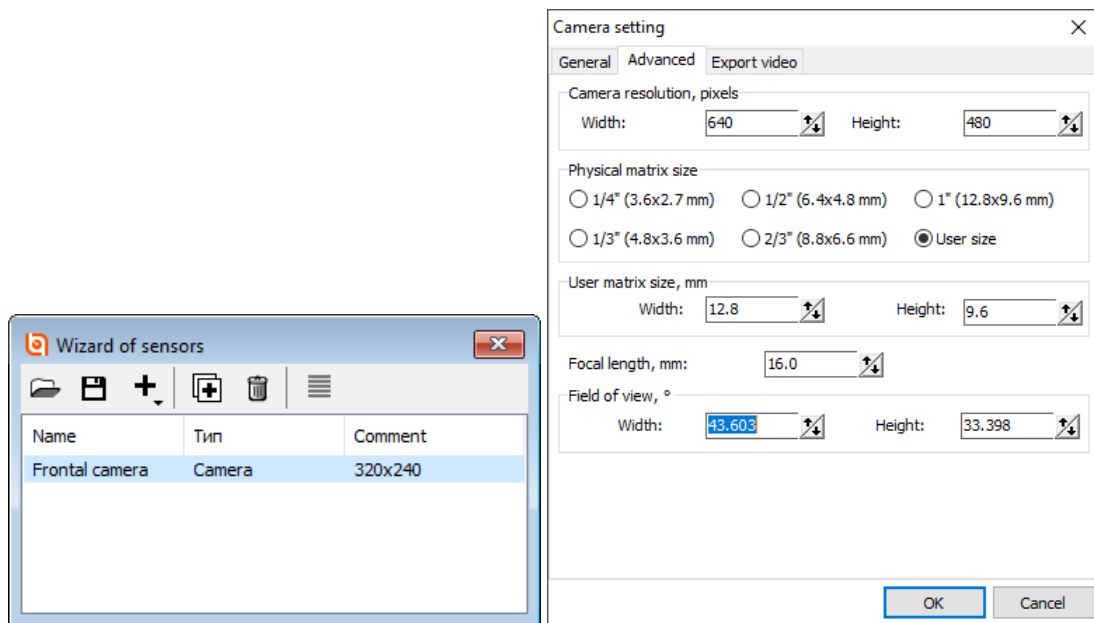 Wizard of sensors
Name Тип Comment
Frontal camera Camera 320x240
Camera setting
General Advanced Export video
Camera resolution, pixels
Width: 640 Height: 480
Physical matrix size
1/4" (3.6x2.7 mm) 1/2" (6.4x4.8 mm) 1" (12.8x9.6 mm)
1/3" (4.8x3.6 mm) 2/3" (8.8x6.6 mm) User size
User matrix size, mm
Width: 12.8 Height: 9.6
Focal length, mm: 16.0
Field of view, °
Width: 43.603 Height: 33.398
OK Cancel